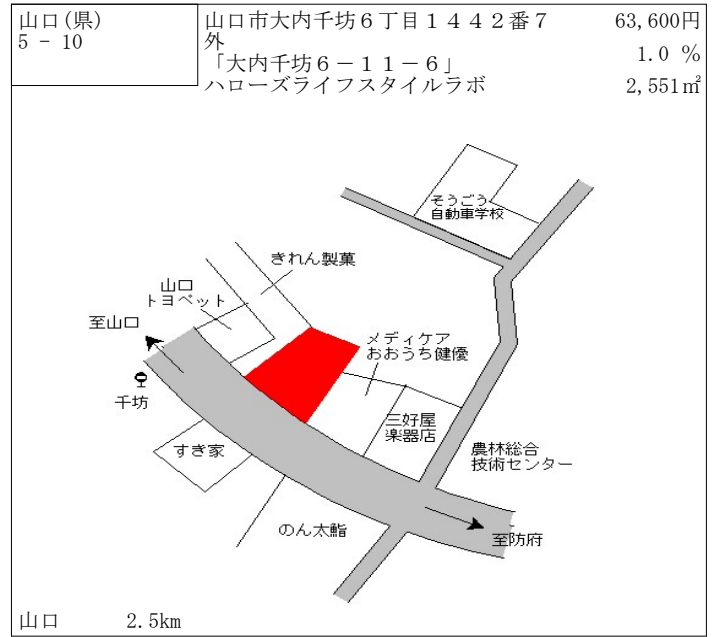 山口(県)
5 - 10
山口市大内千坊６丁目１４４２番７
外
「大内千坊６－１１－６」
ハローズライフスタイルラボ
63,600円
1.0 %
2,551㎡
そうごう
自動車学校
きれん製菓
山口
トヨペット
至山口
メディケア
おおうち健優
千坊
三好屋
楽器店
すき家
農林総合
技術センター
のん太鮨
至防府
山口 2.5km